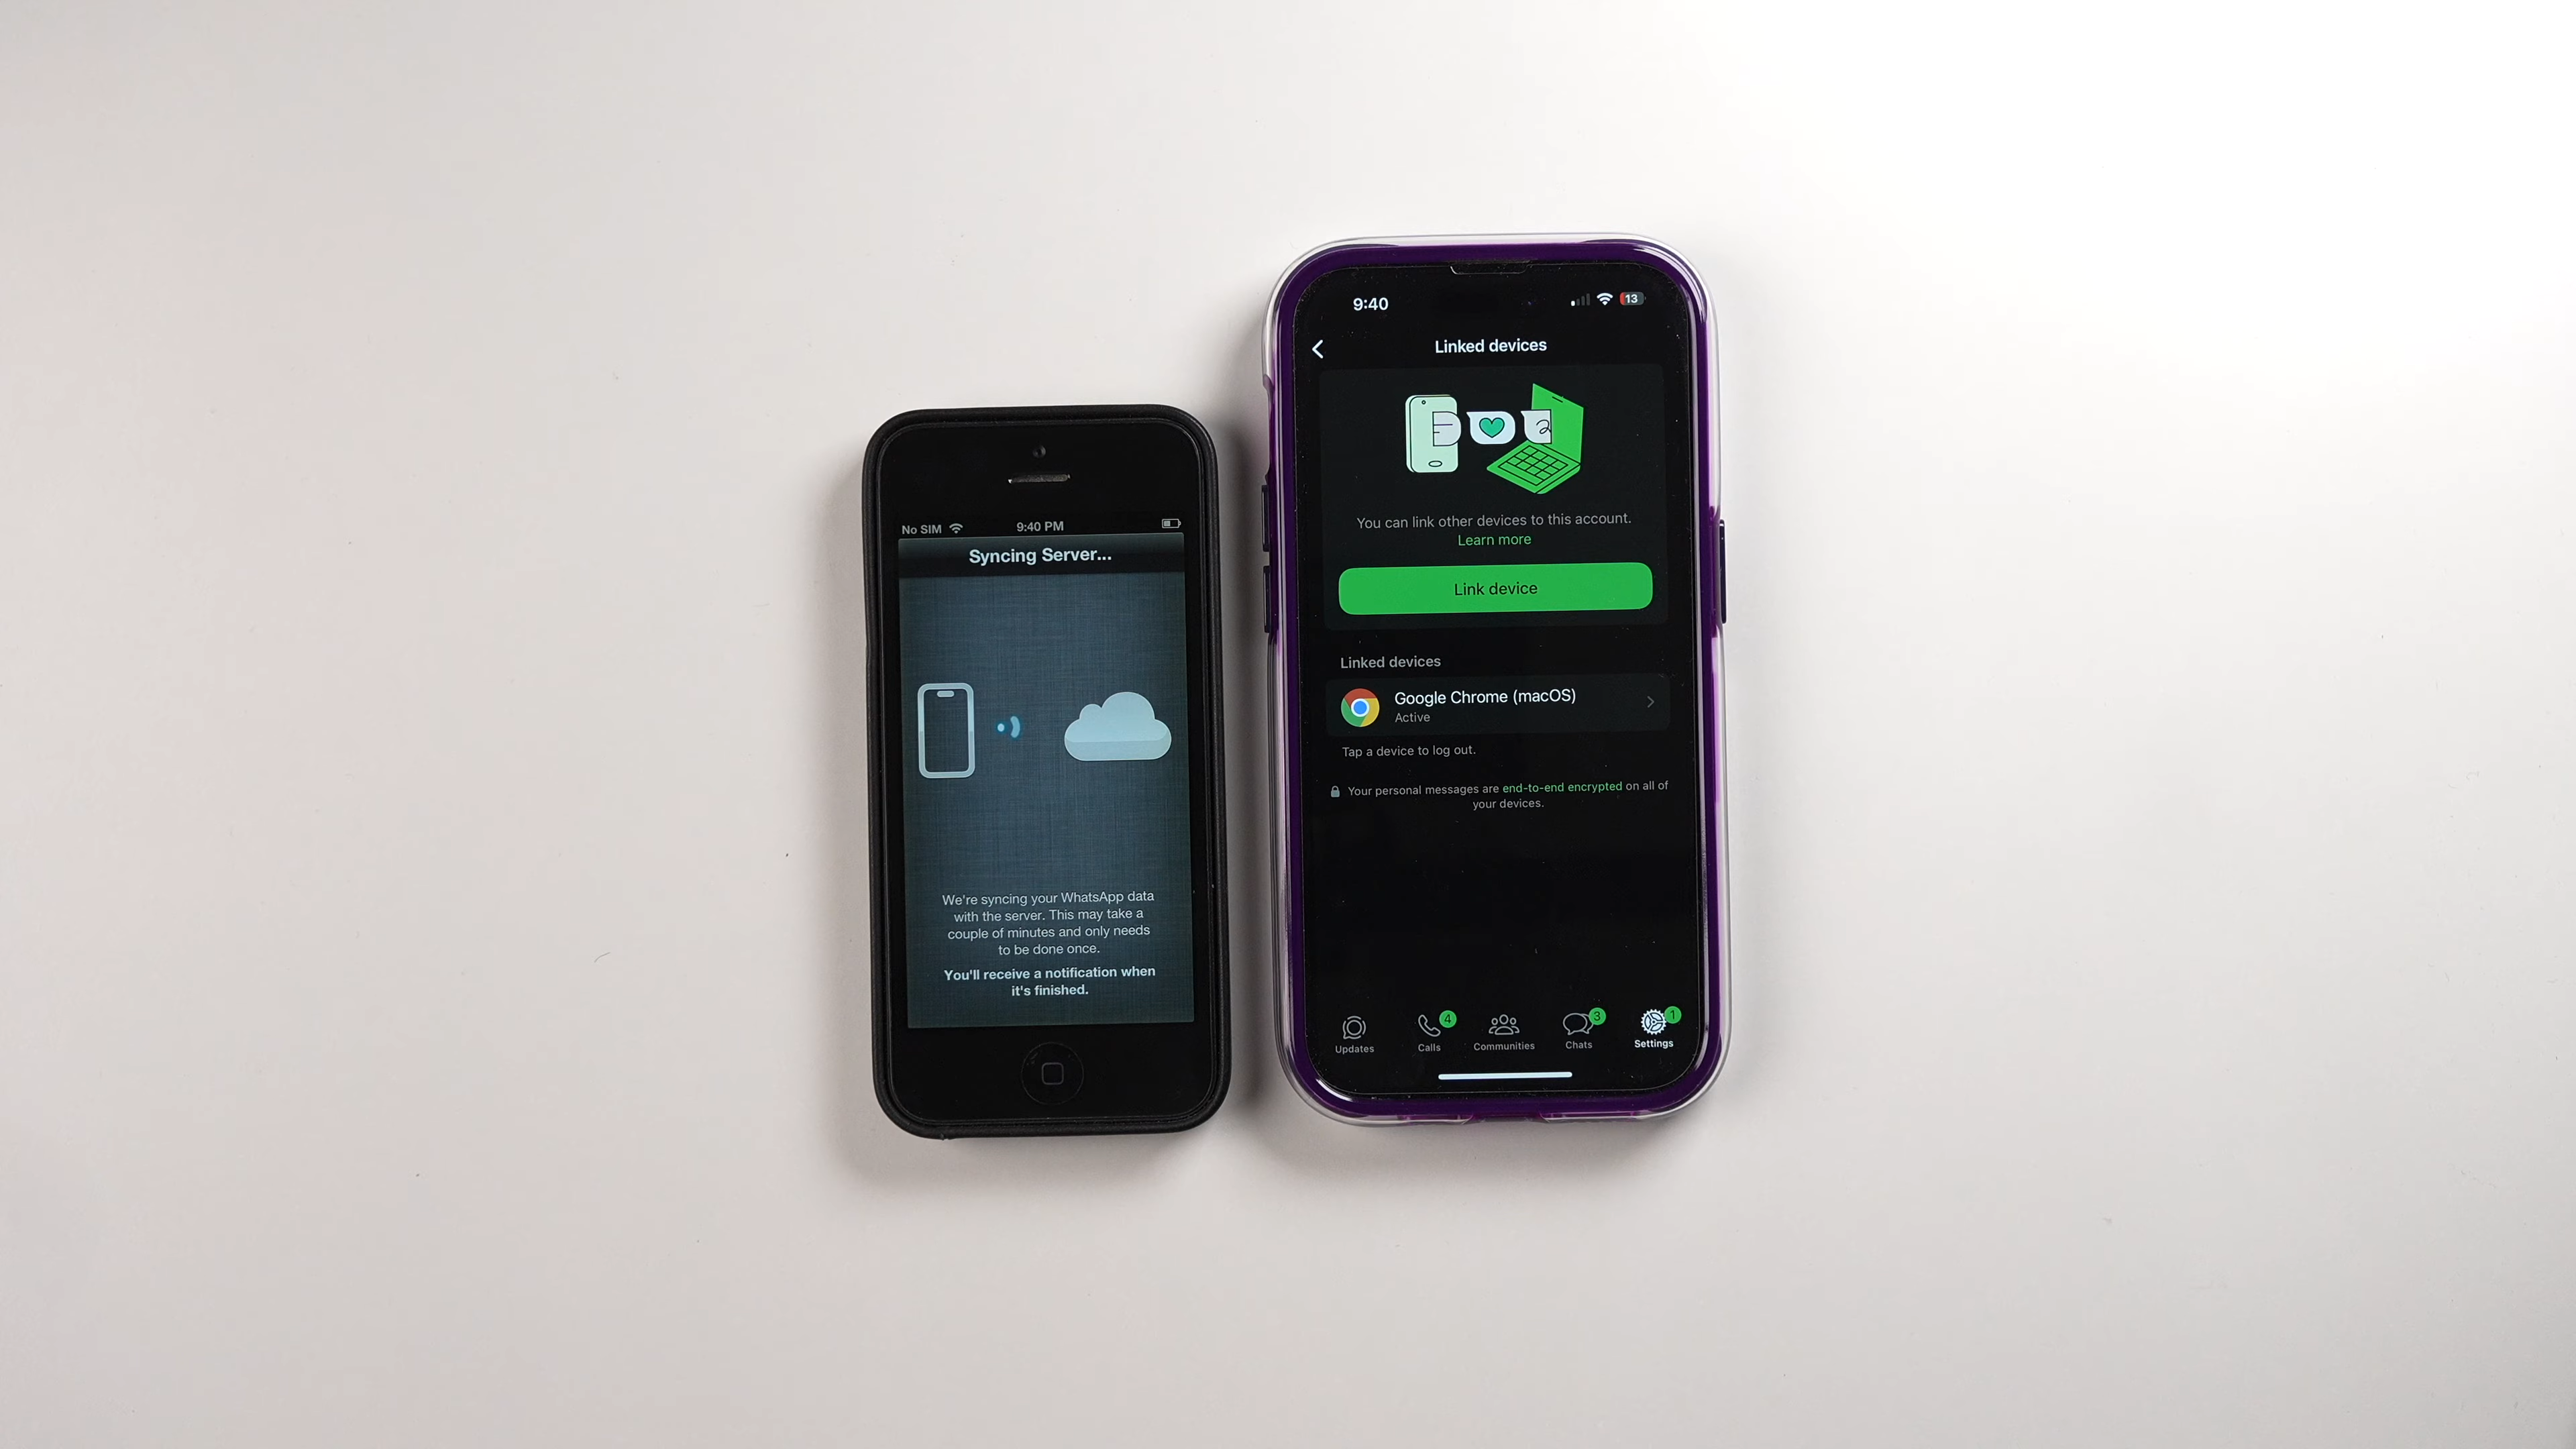 No SIM
9:40 PM
Syncing Server...
We're syncing your WhatsApp data
with the server. This may take a
couple of minutes and only needs
to be done once.
You'll receive a notification when
it's finished.
9:40
13
Linked devices
You can link other devices to this account.
Learn more
Link device
Linked devices
Google Chrome (macOS)
Active
Tap a device to log out.
Your personal messages are end-to-end encrypted on all of
your devices.
Updates
4
Calls
Communities
3
Chats
1
Settings